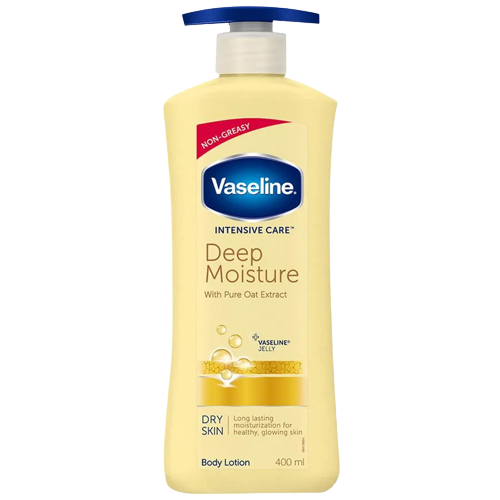 NON-GREASY
Vaseline.
INTENSIVE CARE™
Deep
Moisture
With Pure Oat Extract
VASELINE®
JELLY
DRY
SKIN
Long lasting
moisturization for
healthy, glowing skin
Body Lotion
400 ml